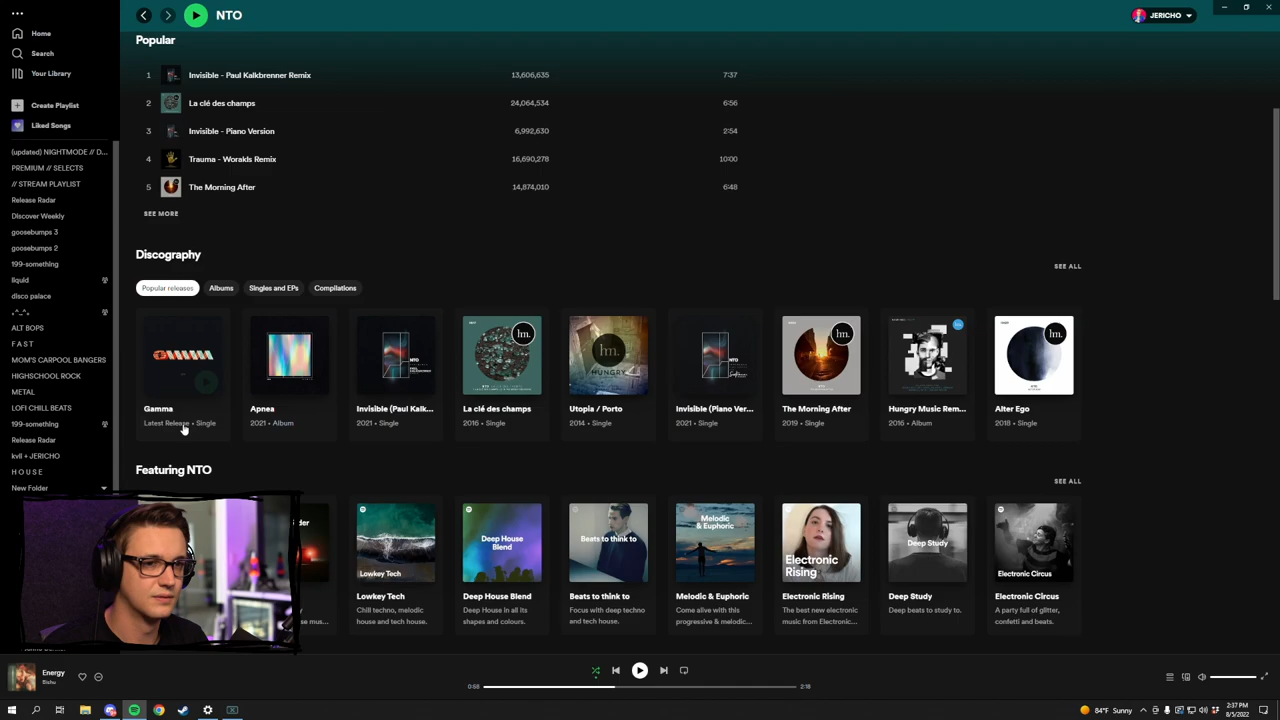 NTO
JERICHO
Home
Search
Your Library
Create Playlist
Liked Songs
(updated) NIGHTMODE // D...
PREMIUM // SELECTS
// STREAM PLAYLIST
Release Radar
Discover Weekly
goosebumps 3
goosebumps 2
199-something
liquid
disco palace
^_^,
ALT BOPS
F A S T
MOM'S CARPOOL BANGERS
HIGHSCHOOL ROCK
METAL
LOFI CHILL BEATS
199-something
Release Radar
kvll + JERICHO
H O U S E
New Folder
Popular
1 Invisible - Paul Kalkbrenner Remix 13,606,635 7:37
2 La clé des champs 24,064,534 6:56
3 Invisible - Piano Version 6,992,630 2:54
4 Trauma - Worakls Remix 16,690,278 10:00
5 The Morning After 14,874,010 6:48
SEE MORE
Discography
SEE ALL
Popular releases Albums Singles and EPs Compilations
hm. hm. HUNGRY NTO hm. hm.
Gamma Apnea Invisible (Paul Kalk... La clé des champs Utopia / Porto Invisible (Piano Ver... The Morning After Hungry Music Rem... Alter Ego
Latest Release • Single 2021 • Album 2021 • Single 2016 • Single 2014 • Single 2021 • Single 2019 • Single 2016 • Album 2018 • Single
Featuring NTO
SEE ALL
der
Lowkey Tech
Deep House Blend
Beats to think to
Melodic & Euphoric
Electronic Rising
Deep Study
Electronic Circus
Lowkey Tech Deep House Blend Beats to think to Melodic & Euphoric Electronic Rising Deep Study Electronic Circus
Chill techno, melodic Deep House in all its Focus with deep techno Come alive with this The best new electronic Deep beats to study to. A party full of glitter,
house mus... house and tech house. shapes and colours. and tech house. progressive & melodic... music from Electronic... confetti and beats.
Energy
Bishu
0:58 2:18
84°F Sunny
2:37 PM
8/5/2022